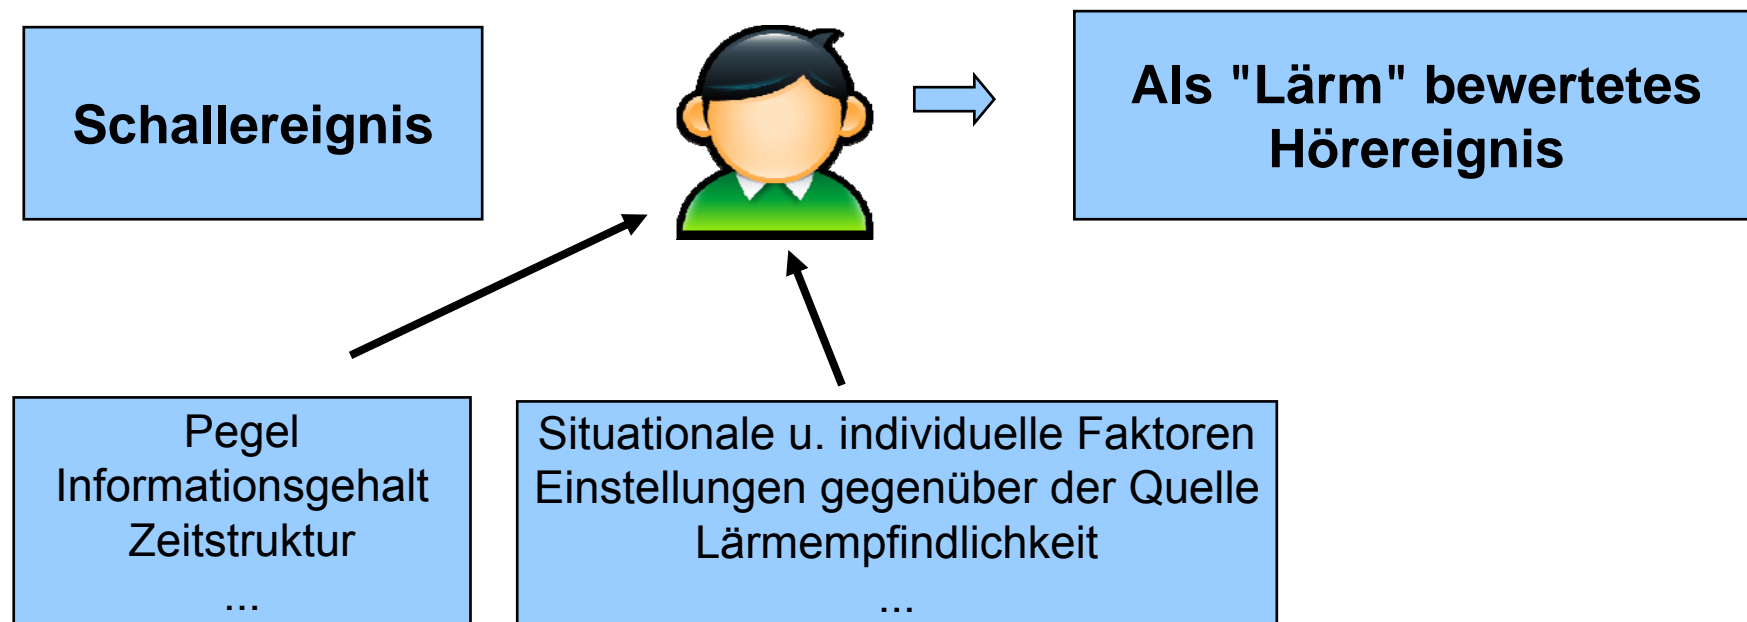 Schallereignis
Als "Lärm" bewertetes
Hörereignis
Pegel
Informationsgehalt
Zeitstruktur
...
Situationale u. individuelle Faktoren
Einstellungen gegenüber der Quelle
Lärmempfindlichkeit
...